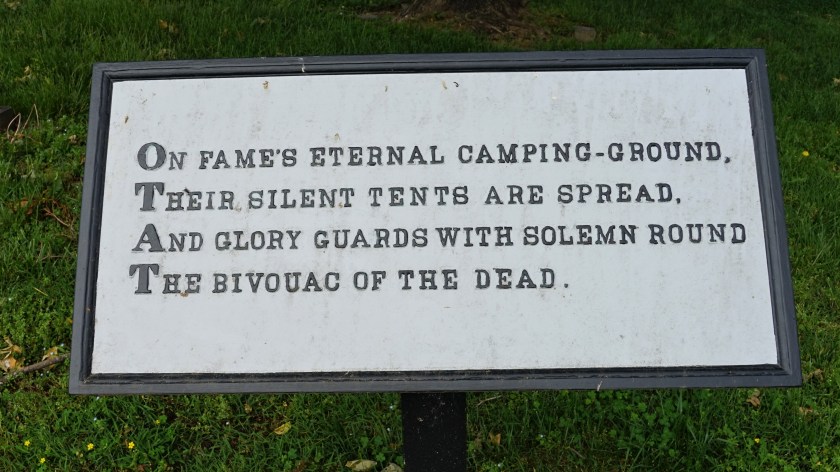 On fame's eternal camping-ground,
Their silent tents are spread,
And glory guards with solemn round
The bivouac of the dead.